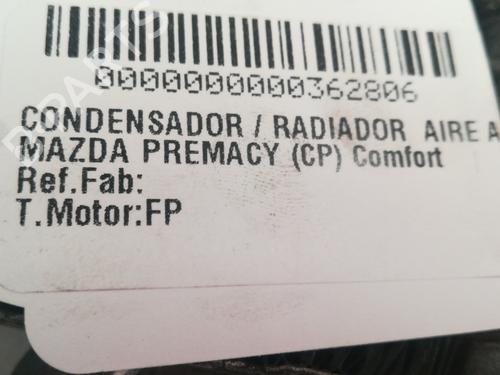 0000000000362806
CONDENSADOR / RADIADOR AIRE A
MAZDA PREMACY (CP) Comfort
Ref.Fab:
T.Motor:FP